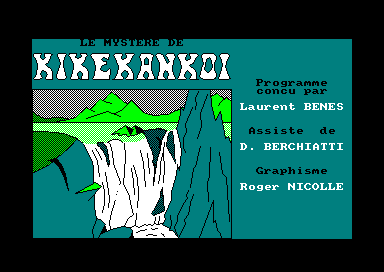 LE MYSTERE DE
KIKEKANKOI
Programme
concu par
Laurent BENES
Assiste de
D. BERCHIATTI
Graphisme
Roger NICOLLE